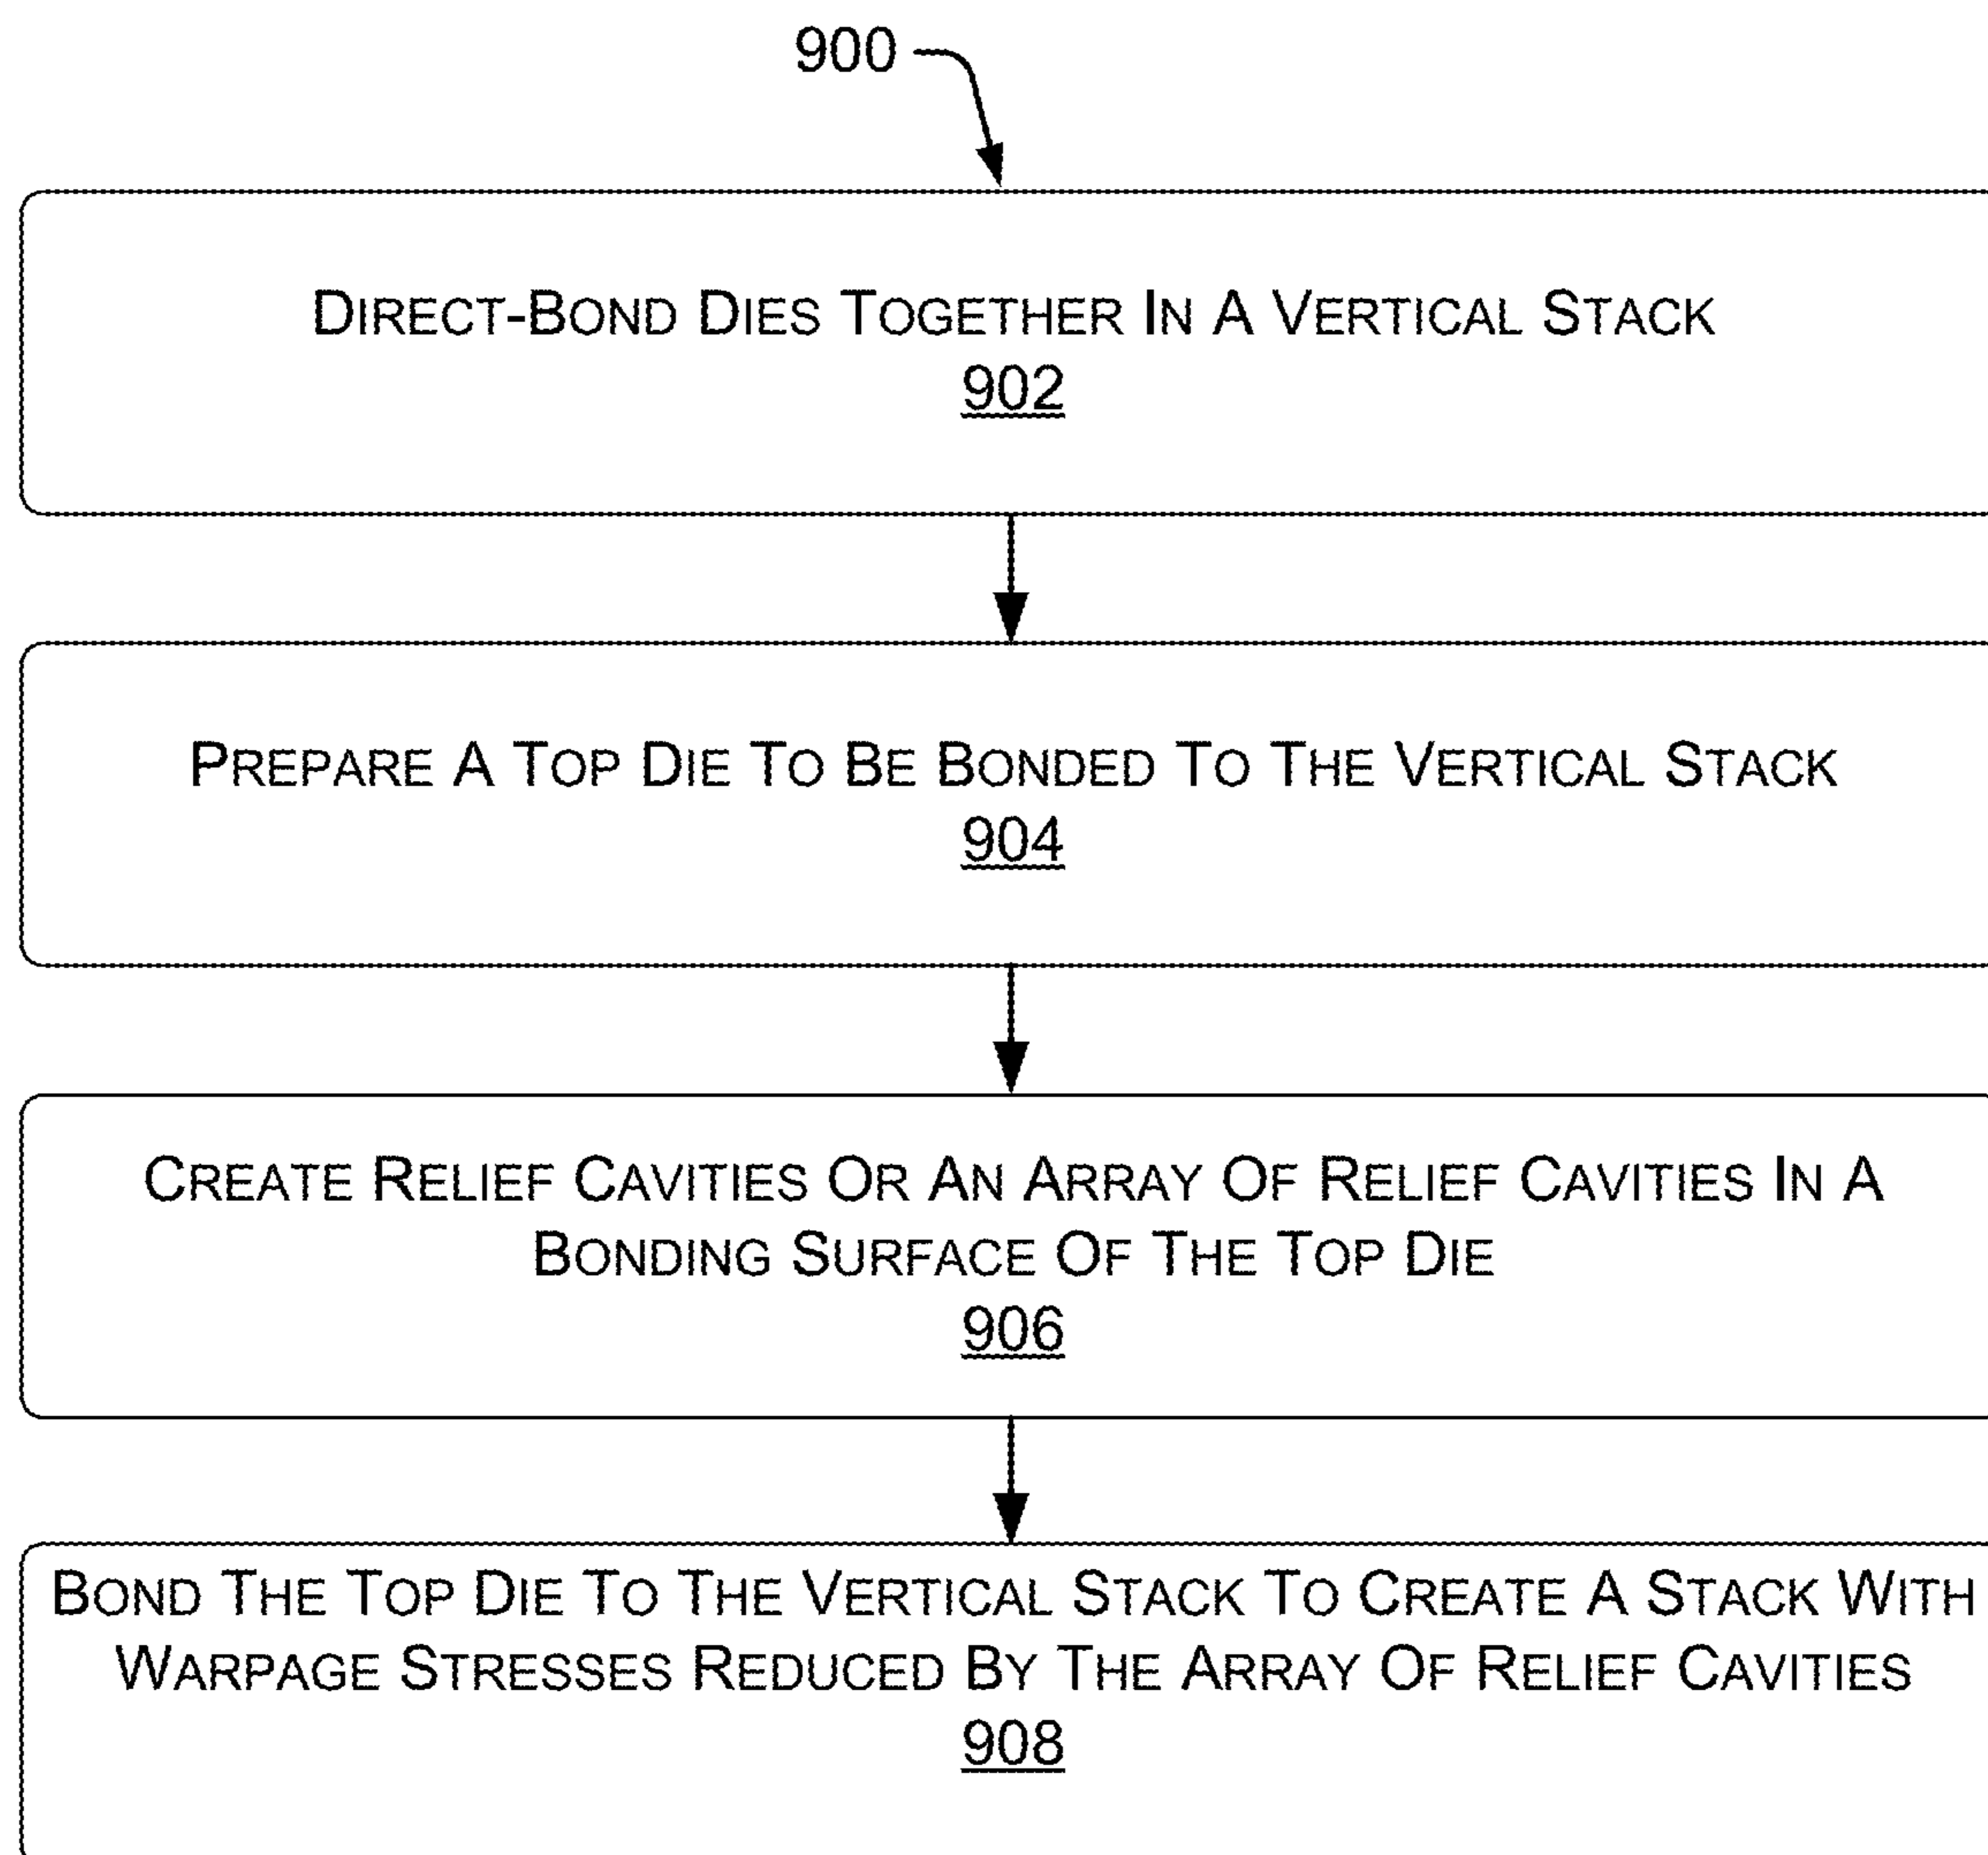 900
DIRECT-BOND DIES TOGETHER IN A VERTICAL STACK
902
PREPARE A TOP DIE TO BE BONDED TO THE VERTICAL STACK
904
CREATE RELIEF CAVITIES OR AN ARRAY OF RELIEF CAVITIES IN A
BONDING SURFACE OF THE TOP DIE
906
BOND THE TOP DIE TO THE VERTICAL STACK TO CREATE A STACK WITH
WARPAGE STRESSES REDUCED BY THE ARRAY OF RELIEF CAVITIES
908